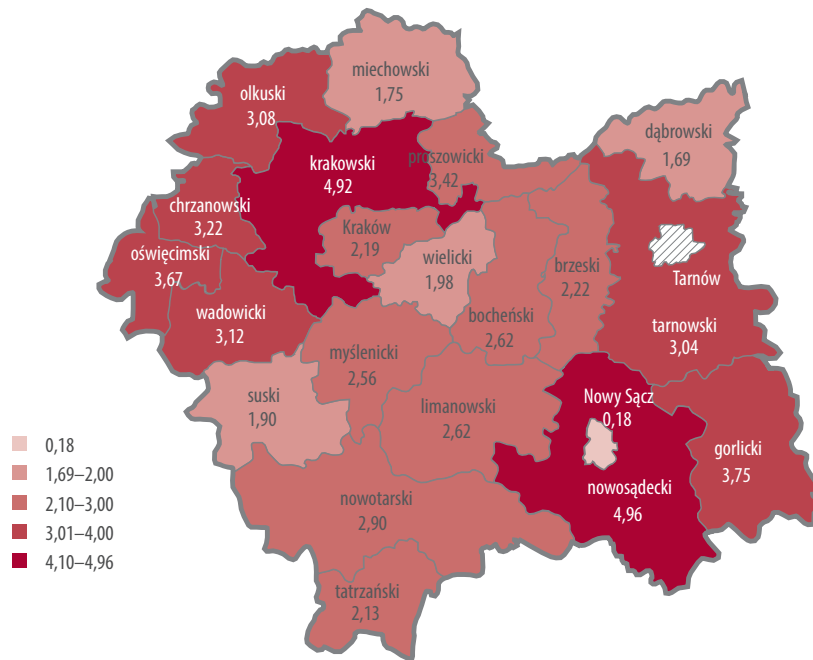 miechowski
1,75
olkuski
3,08
dąbrowski
1,69
proszowicki
3,42
krakowski
4,92
chrzanowski
3,22
Kraków
2,19
oświęcimski
3,67
wielicki
1,98
brzeski
2,22
Tarnów
wadowicki
3,12
bocheński
2,62
tarnowski
3,04
myślenicki
2,56
suski
1,90
limanowski
2,62
Nowy Sącz
0,18
gorlicki
3,75
nowosądecki
4,96
nowotarski
2,90
tatrzański
2,13
0,18
1,69–2,00
2,10–3,00
3,01–4,00
4,10–4,96